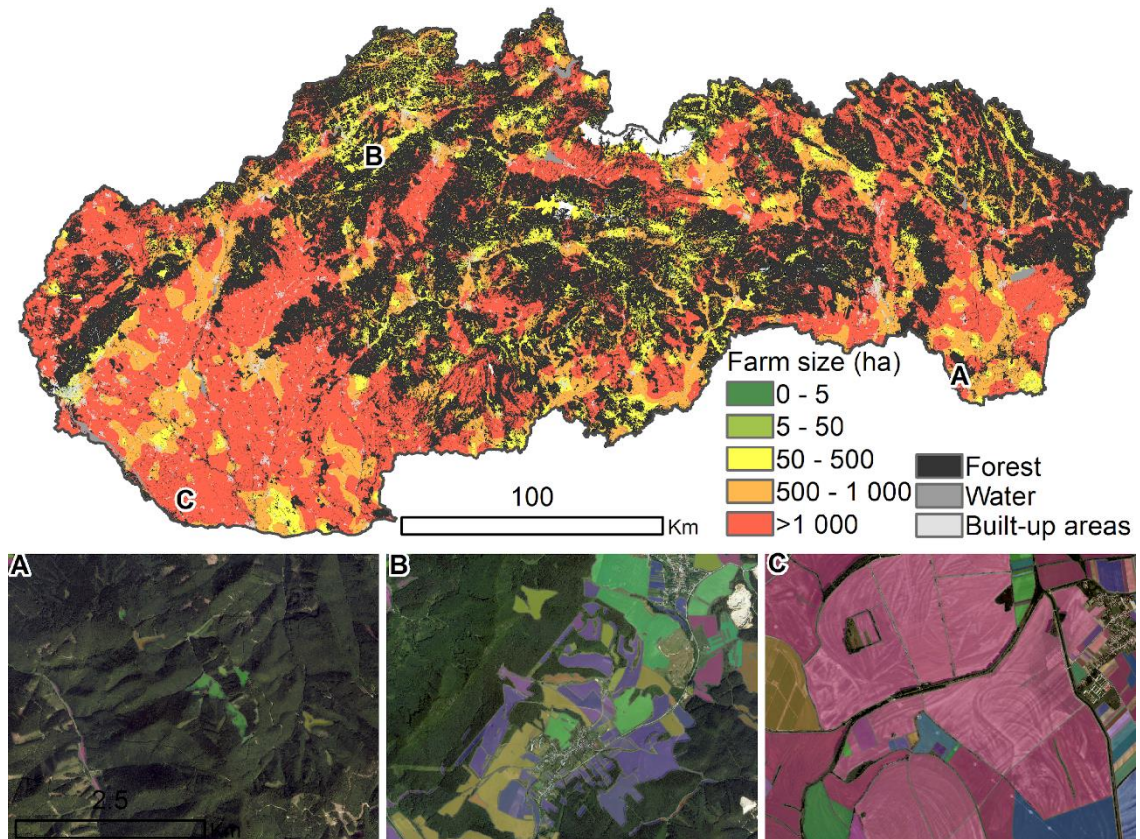 B
A
C
Farm size (ha)
0 - 5
5 - 50
50 - 500
500 - 1 000
>1 000
Forest
Water
Built-up areas
100
Km
A
B
C
2.5
Km